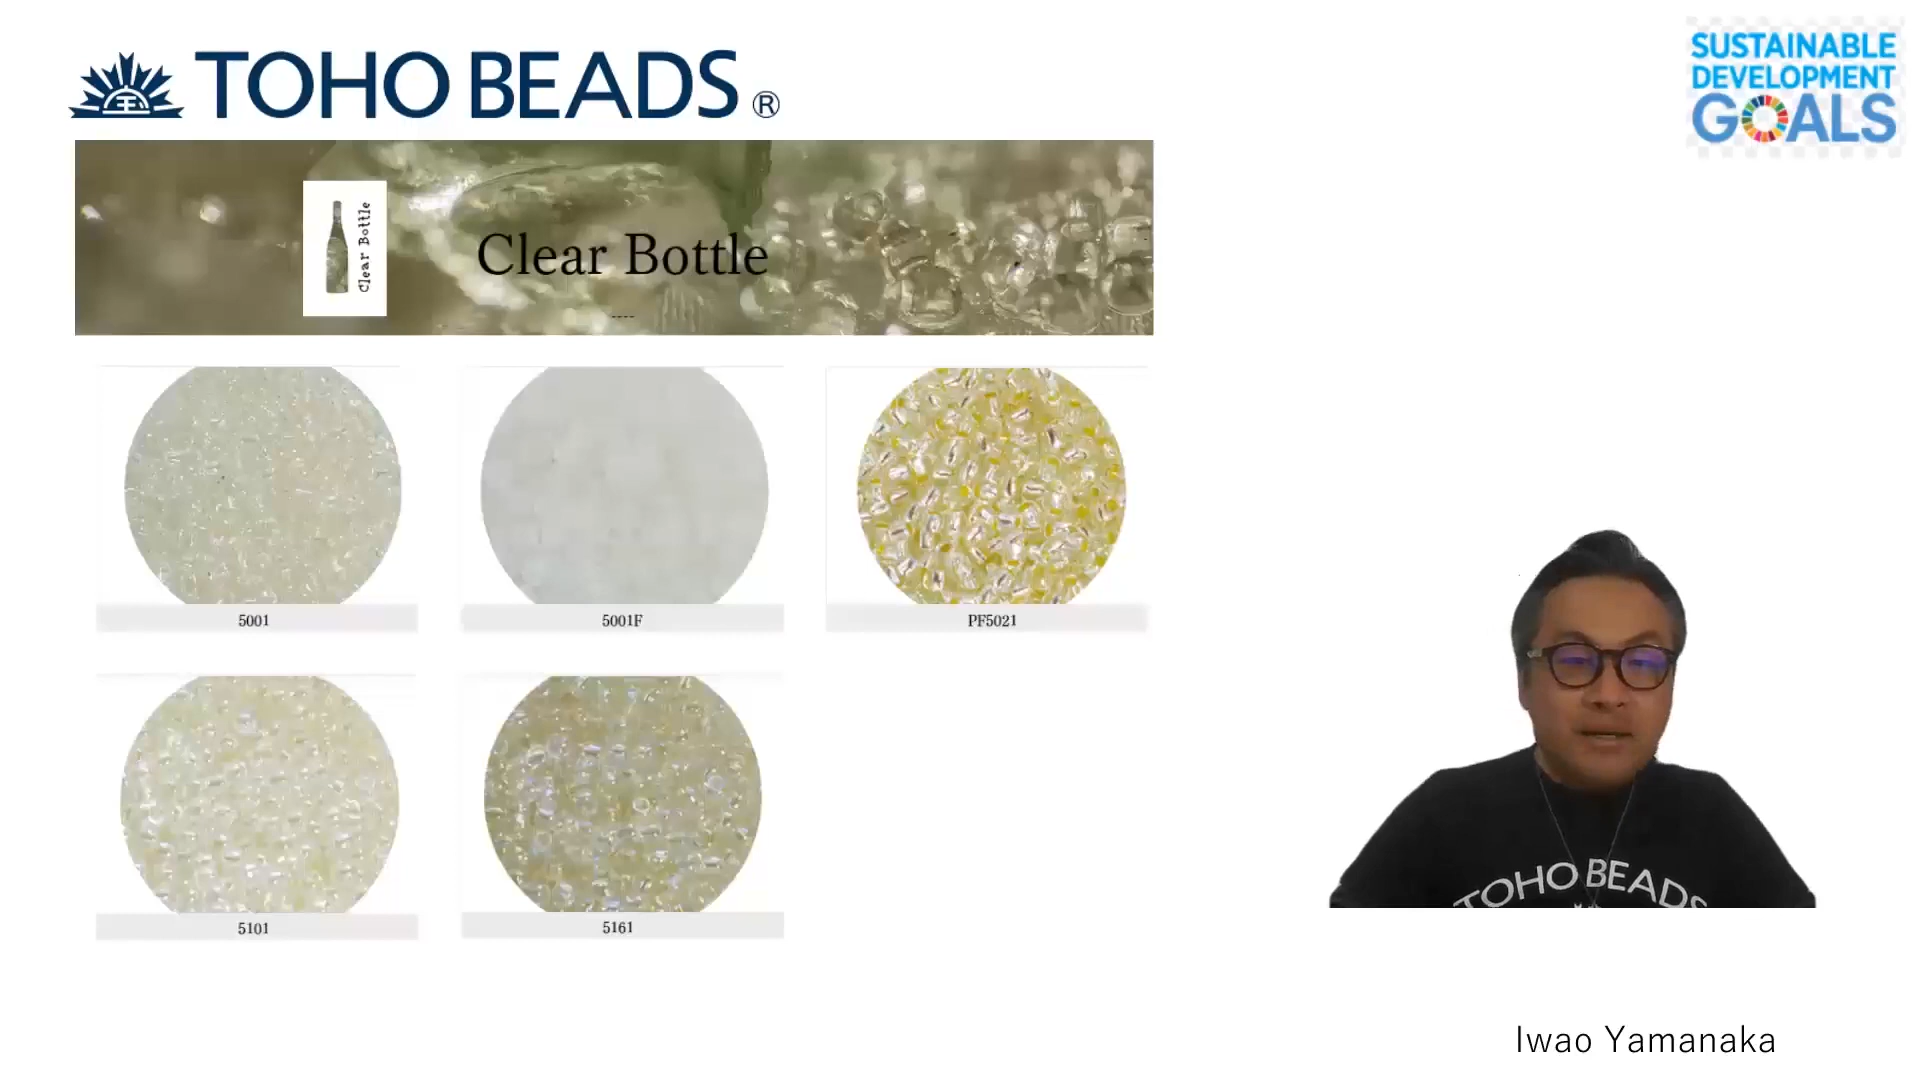 TOHO BEADS ®
SUSTAINABLE
DEVELOPMENT
GOALS
Clear Bottle
Clear Bottle
5001
5001F
PF5021
5101
5161
TOHO BEADS
Iwao Yamanaka